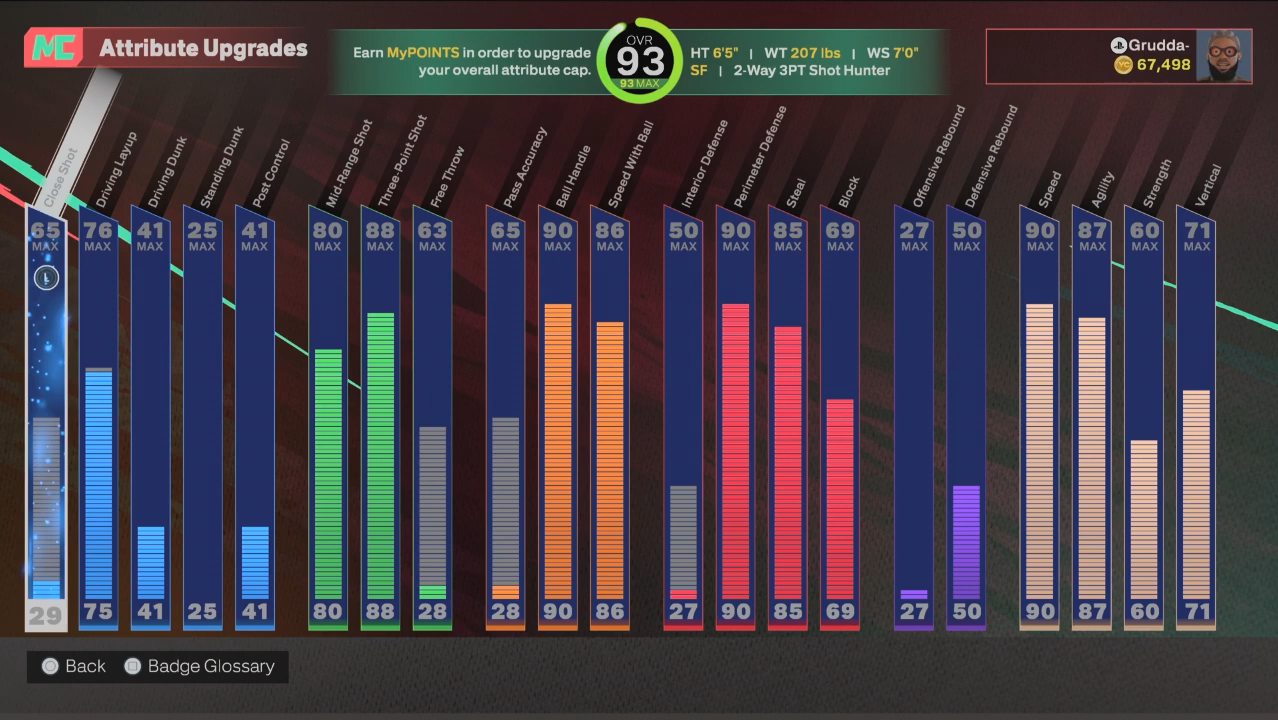 MC Attribute Upgrades
Earn MyPOINTS in order to upgrade
your overall attribute cap.
OVR
93
93 MAX
HT 6'5" | WT 207 lbs | WS 7'0"
SF | 2-Way 3PT Shot Hunter
Grudda-
VC 67,498
Close Shot
Driving Layup
Driving Dunk
Standing Dunk
Post Control
Mid-Range Shot
Three-Point Shot
Free Throw
Pass Accuracy
Ball Handle
Speed With Ball
Interior Defense
Perimeter Defense
Steal
Block
Offensive Rebound
Defensive Rebound
Speed
Agility
Strength
Vertical
65 76 41 25 41 80 88 63 65 90 86 50 90 85 69 27 50 90 87 60 71
MAX MAX MAX MAX MAX MAX MAX MAX MAX MAX MAX MAX MAX MAX MAX MAX MAX MAX MAX MAX MAX
29 75 41 25 41 80 88 28 28 90 86 27 90 85 69 27 50 90 87 60 71
Back Badge Glossary